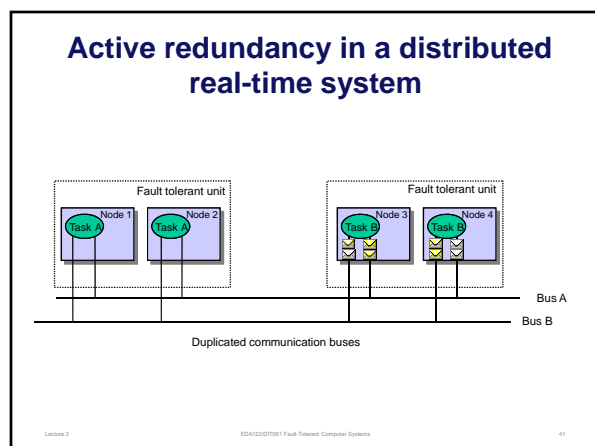 Active redundancy in a distributed
real-time system
Fault tolerant unit
Fault tolerant unit
Node 1
Task A
Node 2
Task A
Node 3
Task B
Node 4
Task B
Bus A
Bus B
Duplicated communication buses
Lecture 2
EDA122/DIT061 Fault-Tolerant Computer Systems
41